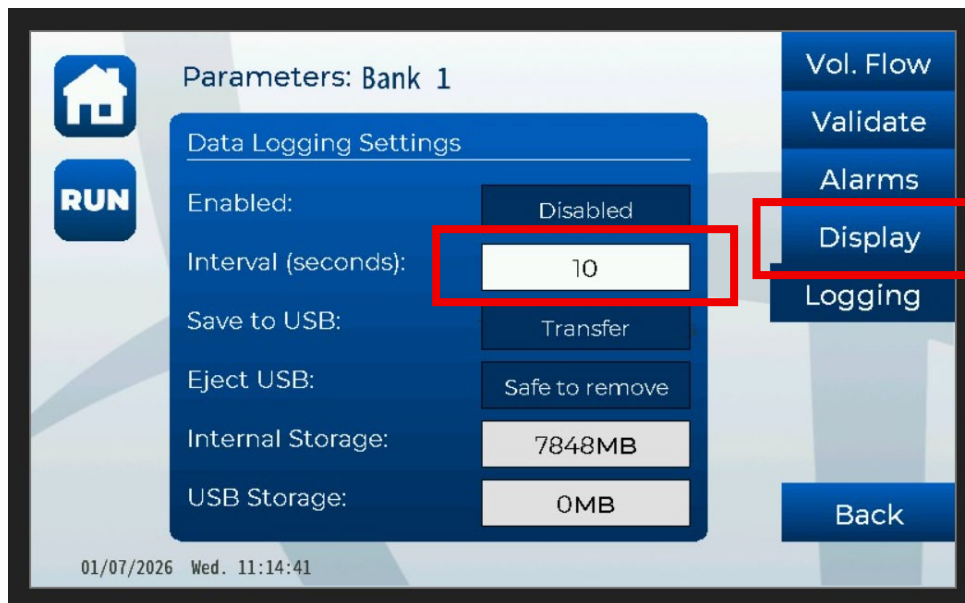 Parameters: Bank 1
RUN
Data Logging Settings
Enabled: Disabled
Interval (seconds): 10
Save to USB: Transfer
Eject USB: Safe to remove
Internal Storage: 7848MB
USB Storage: 0MB
Vol. Flow
Validate
Alarms
Display
Logging
Back
01/07/2026 Wed. 11:14:41